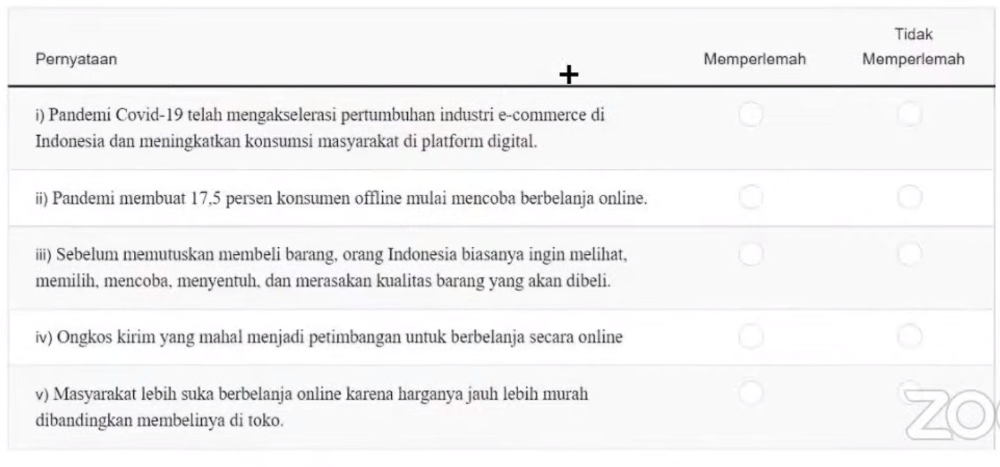 Pernyataan
Memperlemah
Tidak
Memperlemah
i) Pandemi Covid-19 telah mengakselerasi pertumbuhan industri e-commerce di
Indonesia dan meningkatkan konsumsi masyarakat di platform digital.
ii) Pandemi membuat 17,5 persen konsumen offline mulai mencoba berbelanja online.
iii) Sebelum memutuskan membeli barang, orang Indonesia biasanya ingin melihat,
memilih, mencoba, menyentuh, dan merasakan kualitas barang yang akan dibeli.
iv) Ongkos kirim yang mahal menjadi petimbangan untuk berbelanja secara online
v) Masyarakat lebih suka berbelanja online karena harganya jauh lebih murah
dibandingkan membelinya di toko.